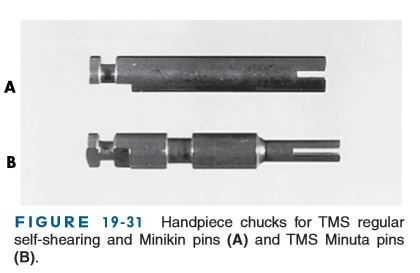 A
B
FIGURE 19-31 Handpiece chucks for TMS regular
self-shearing and Minikin pins (A) and TMS Minuta pins
(B).